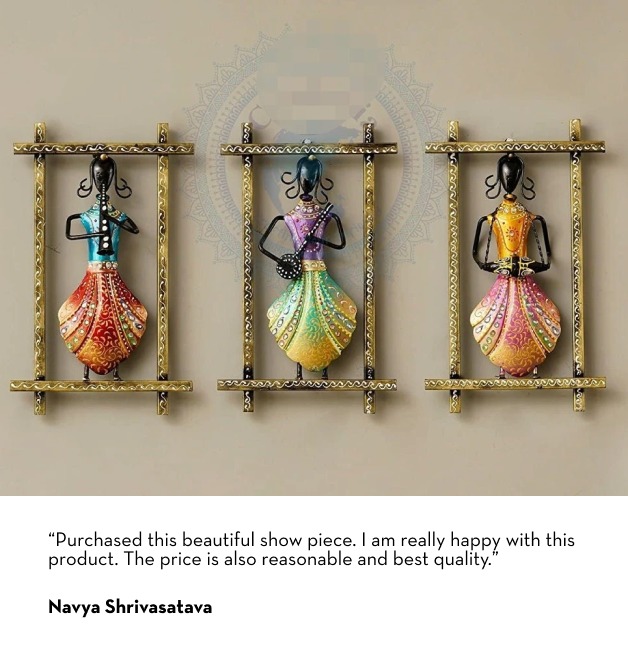 “Purchased this beautiful show piece. I am really happy with this
product. The price is also reasonable and best quality.”
Navya Shrivasatava